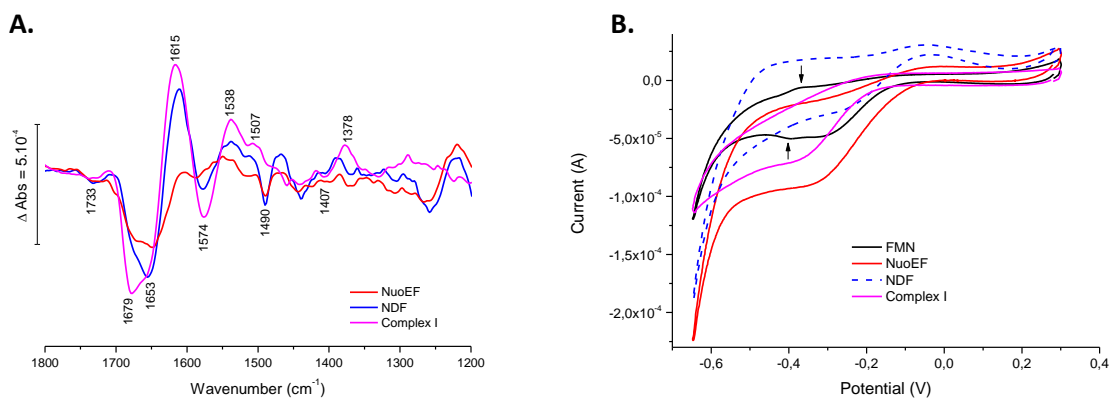 A.
1615
1538
1507
1378
Δ Abs = 5.10⁻⁴
1733
1679
1653
1574
1490
1407
NuoEF
NDF
Complex I
1800 1700 1600 1500 1400 1300 1200
Wavenumber (cm⁻¹)
B.
0,0
-5,0x10⁻⁵
-1,0x10⁻⁴
-1,5x10⁻⁴
-2,0x10⁻⁴
Current (A)
FMN
NuoEF
NDF
Complex I
-0,6 -0,4 -0,2 0,0 0,2 0,4
Potential (V)